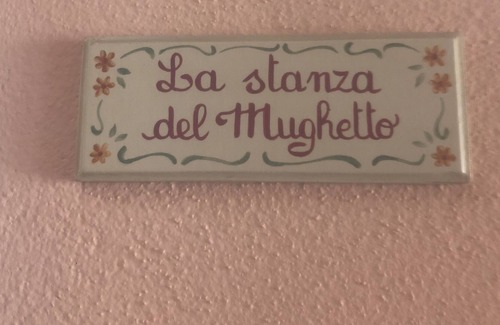 La stanza
del Mughetto